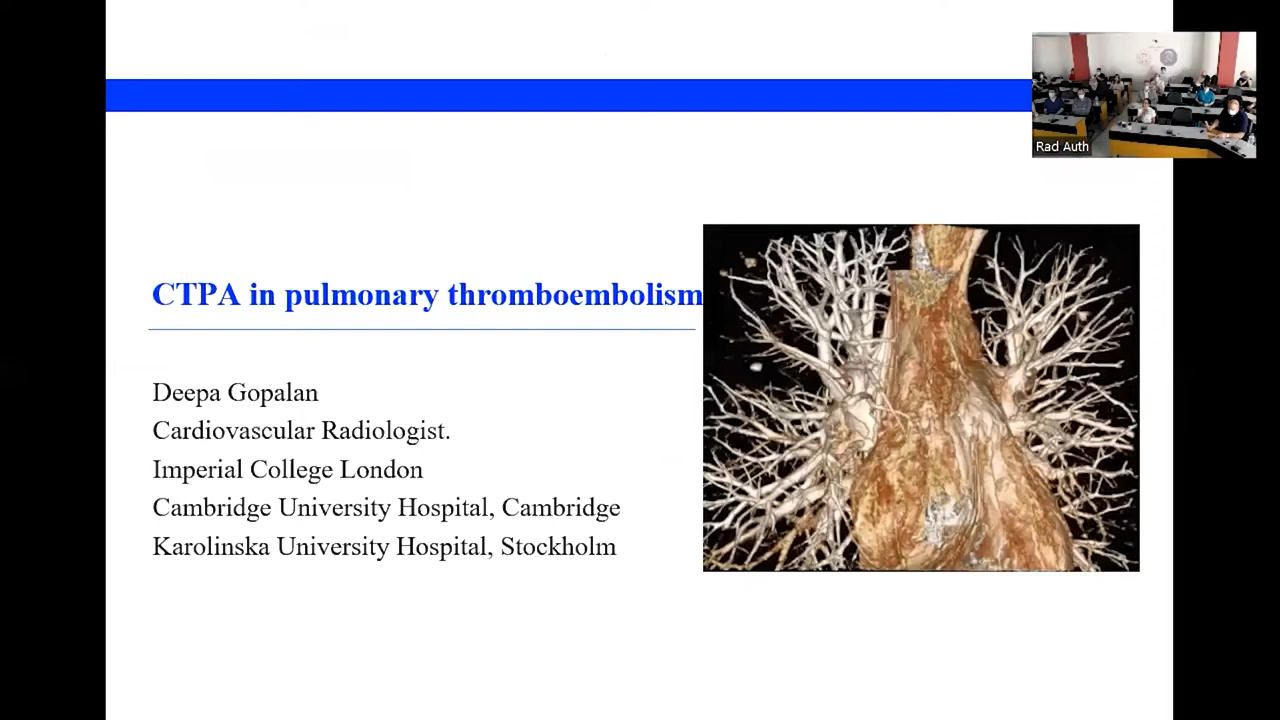 Rad Auth
CTPA in pulmonary thromboembolism
Deepa Gopalan
Cardiovascular Radiologist.
Imperial College London
Cambridge University Hospital, Cambridge
Karolinska University Hospital, Stockholm